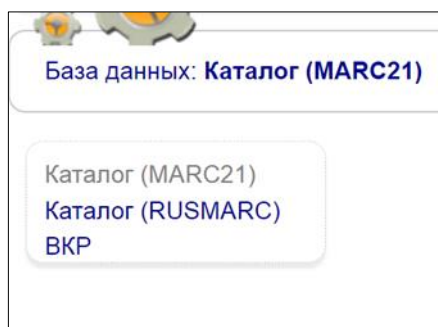 База данных: Каталог (MARC21)
Каталог (MARC21)
Каталог (RUSMARC)
ВКР